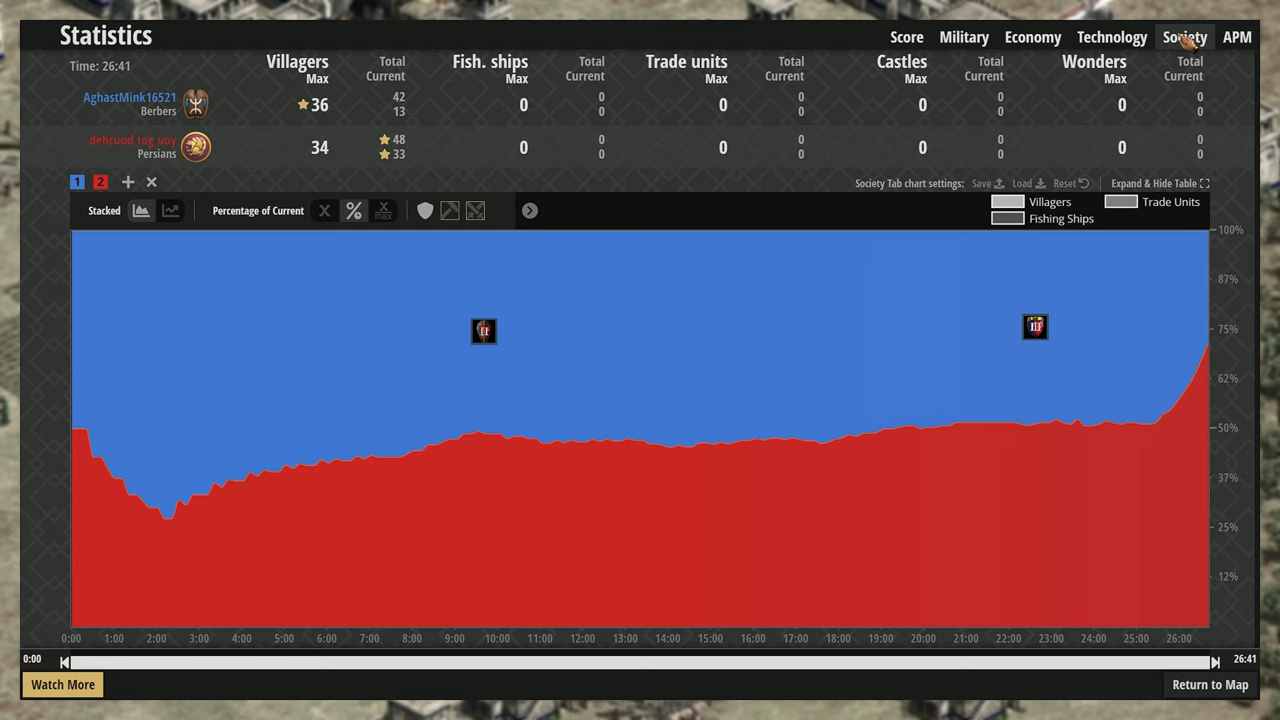 Statistics
Score Military Economy Technology Society APM
Time: 26:41
Villagers Max Total Current
Fish. ships Max Total Current
Trade units Max Total Current
Castles Max Total Current
Wonders Max Total Current
AghastMink16521 Berbers 36 42 13 0 0 0 0 0 0 0 0 0 0 0 0
dehcuod tog uoy Persians 34 48 33 0 0 0 0 0 0 0 0 0 0 0 0
1 2 + ×
Society Tab chart settings: Save Load Reset Expand & Hide Table
Stacked Percentage of Current X % X max
Villagers Trade Units
Fishing Ships
100%
87%
75%
62%
50%
37%
25%
12%
II
III
0:00 1:00 2:00 3:00 4:00 5:00 6:00 7:00 8:00 9:00 10:00 11:00 12:00 13:00 14:00 15:00 16:00 17:00 18:00 19:00 20:00 21:00 22:00 23:00 24:00 25:00 26:00
0:00 26:41
Watch More Return to Map